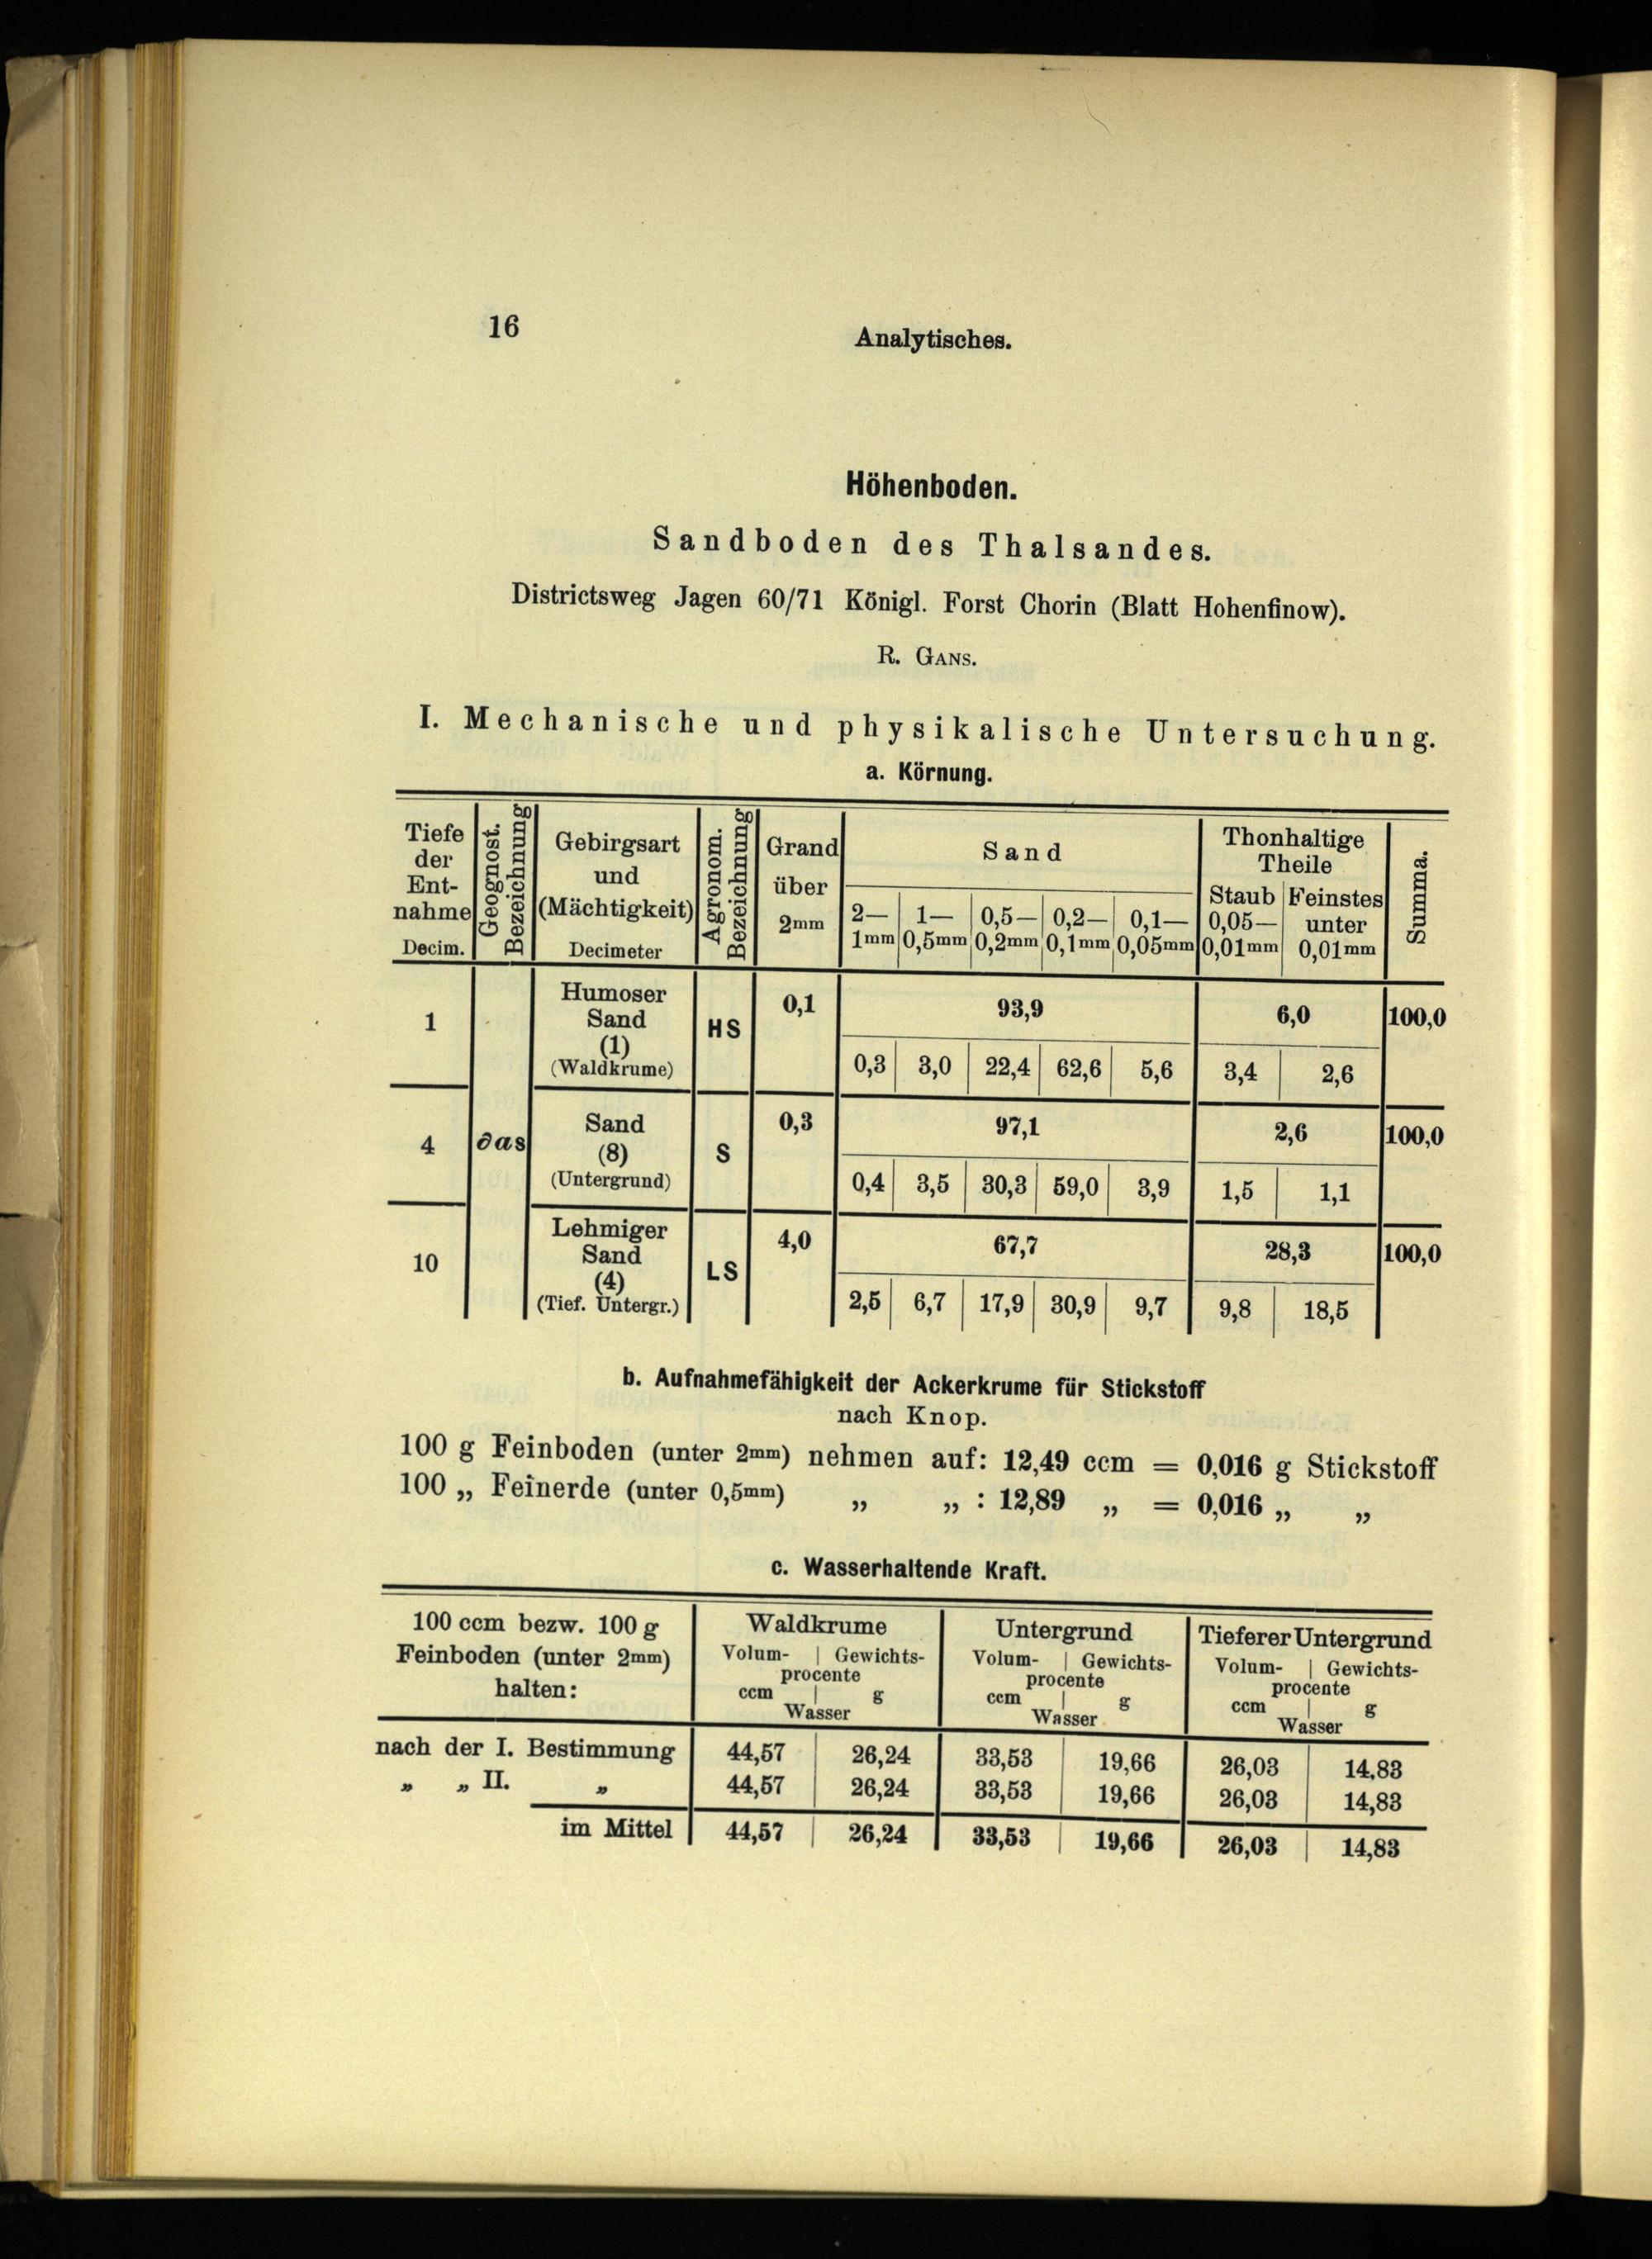 16
Analytisches.
Höhenboden.
Sandboden des Thalsandes.
Districtsweg Jagen 60/71 Königl. Forst Chorin (Blatt Hohenfinow).
R. Gans.
I. Mechanische und physikalische Untersuchung.
a. Körnung.
Tiefe
der
Ent-
nahme
Decim.
Geognost.
Bezeichnung
Gebirgsart
und
(Mächtigkeit)
Decimeter
Agronom.
Bezeichnung
Grand
über
2mm
Sand
2— 1— 0,5— 0,2— 0,1—
1mm 0,5mm 0,2mm 0,1mm 0,05mm
Thonhaltige
Theile
Staub Feinstes
0,05— unter
0,01mm 0,01mm
Summa.
1
Humoser
Sand
(1)
(Waldkrume)
HS
0,1 93,9 6,0 100,0
0,3 3,0 22,4 62,6 5,6 3,4 2,6
4
∂as
Sand
(8)
(Untergrund)
S
0,3 97,1 2,6 100,0
0,4 3,5 30,3 59,0 3,9 1,5 1,1
10
Lehmiger
Sand
(4)
(Tief. Untergr.)
LS
4,0 67,7 28,3 100,0
2,5 6,7 17,9 30,9 9,7 9,8 18,5
b. Aufnahmefähigkeit der Ackerkrume für Stickstoff
nach Knop.
100 g Feinboden (unter 2mm) nehmen auf: 12,49 ccm = 0,016 g Stickstoff
100 „ Feinerde (unter 0,5mm) „ „ : 12,89 „ = 0,016 „ „
c. Wasserhaltende Kraft.
100 ccm bezw. 100 g
Feinboden (unter 2mm)
halten:
Waldkrume
Volum- Gewichts-
procente
ccm g
Wasser
Untergrund
Volum- Gewichts-
procente
ccm g
Wasser
Tieferer Untergrund
Volum- Gewichts-
procente
ccm g
Wasser
nach der I. Bestimmung 44,57 26,24 33,53 19,66 26,03 14,83
„ „ II. „ 44,57 26,24 33,53 19,66 26,03 14,83
im Mittel 44,57 26,24 33,53 19,66 26,03 14,83